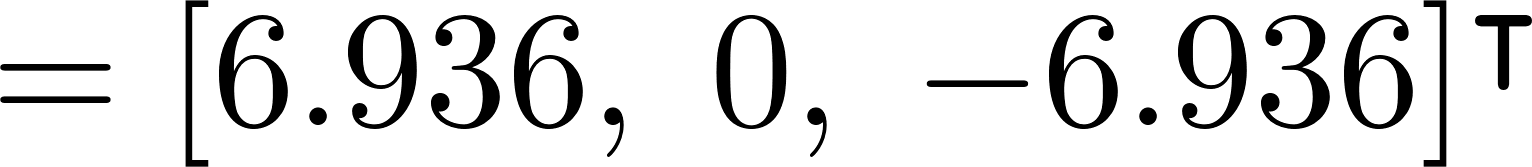 = [6.936, 0, −6.936]ᵀ